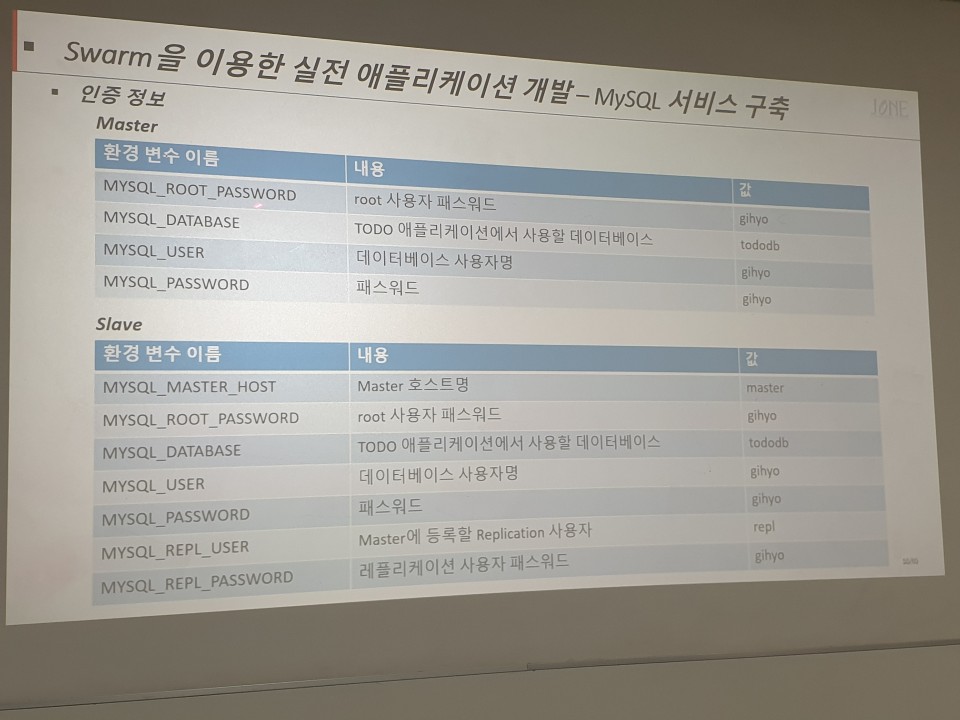 Swarm을 이용한 실전 애플리케이션 개발 – MySQL 서비스 구축
JONE
인증 정보
Master
환경 변수 이름 내용 값
MYSQL_ROOT_PASSWORD root 사용자 패스워드 gihyo
MYSQL_DATABASE TODO 애플리케이션에서 사용할 데이터베이스 tododb
MYSQL_USER 데이터베이스 사용자명 gihyo
MYSQL_PASSWORD 패스워드 gihyo
Slave
환경 변수 이름 내용 값
MYSQL_MASTER_HOST Master 호스트명 master
MYSQL_ROOT_PASSWORD root 사용자 패스워드 gihyo
MYSQL_DATABASE TODO 애플리케이션에서 사용할 데이터베이스 tododb
MYSQL_USER 데이터베이스 사용자명 gihyo
MYSQL_PASSWORD 패스워드 gihyo
MYSQL_REPL_USER Master에 등록할 Replication 사용자 repl
MYSQL_REPL_PASSWORD 레플리케이션 사용자 패스워드 gihyo